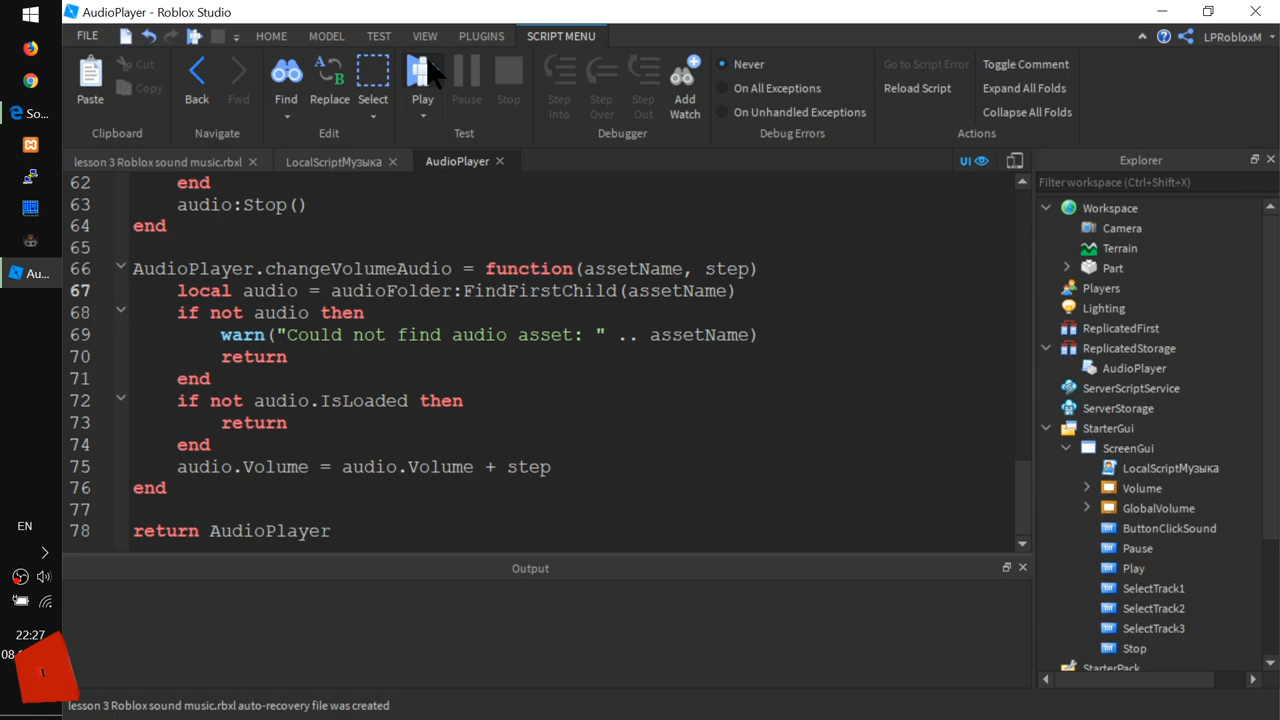 AudioPlayer - Roblox Studio
FILE
HOME
MODEL
TEST
VIEW
PLUGINS
SCRIPT MENU
LPRobloxM
Paste
Cut
Copy
Clipboard
Back
Fwd
Navigate
Find
Replace
Select
Edit
Play
Pause
Stop
Test
Step Into
Step Over
Step Out
Add Watch
Debugger
Never
On All Exceptions
On Unhandled Exceptions
Debug Errors
Go to Script Error
Reload Script
Toggle Comment
Expand All Folds
Collapse All Folds
Actions
So...
Au...
lesson 3 Roblox sound music.rbxl
LocalScriptМузыка
AudioPlayer
UI
62 end
63 audio:Stop()
64 end
65
66 AudioPlayer.changeVolumeAudio = function(assetName, step)
67 local audio = audioFolder:FindFirstChild(assetName)
68 if not audio then
69 warn("Could not find audio asset: " .. assetName)
70 return
71 end
72 if not audio.IsLoaded then
73 return
74 end
75 audio.Volume = audio.Volume + step
76 end
77
78 return AudioPlayer
Output
Explorer
Filter workspace (Ctrl+Shift+X)
Workspace
Camera
Terrain
Part
Players
Lighting
ReplicatedFirst
ReplicatedStorage
AudioPlayer
ServerScriptService
ServerStorage
StarterGui
ScreenGui
LocalScriptМузыка
Volume
GlobalVolume
ButtonClickSound
Pause
Play
SelectTrack1
SelectTrack2
SelectTrack3
Stop
StarterPack
EN
22:27
lesson 3 Roblox sound music.rbxl auto-recovery file was created